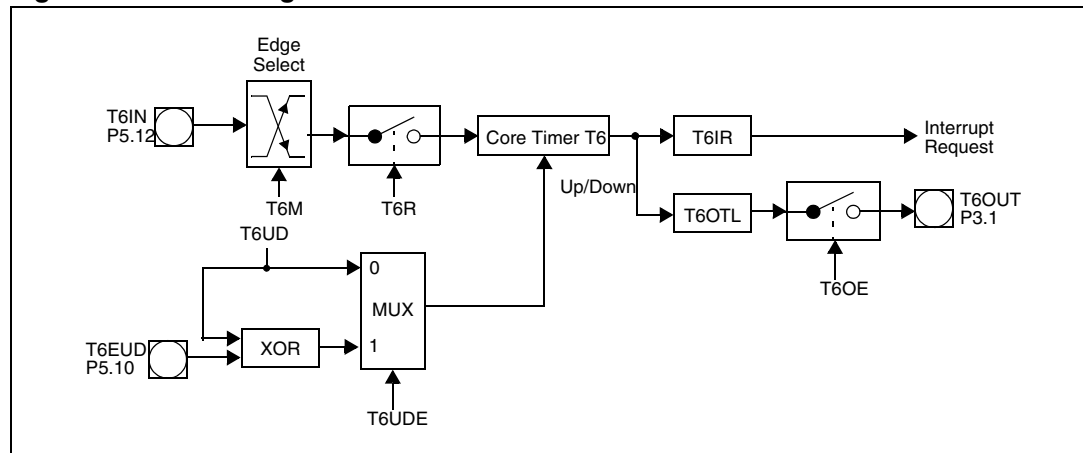 Edge
Select
T6IN
P5.12
Core Timer T6
T6IR
Interrupt
Request
Up/Down
T6M
T6R
T6OTL
T6OUT
P3.1
T6UD
T6OE
0
MUX
T6EUD
P5.10
XOR
1
T6UDE